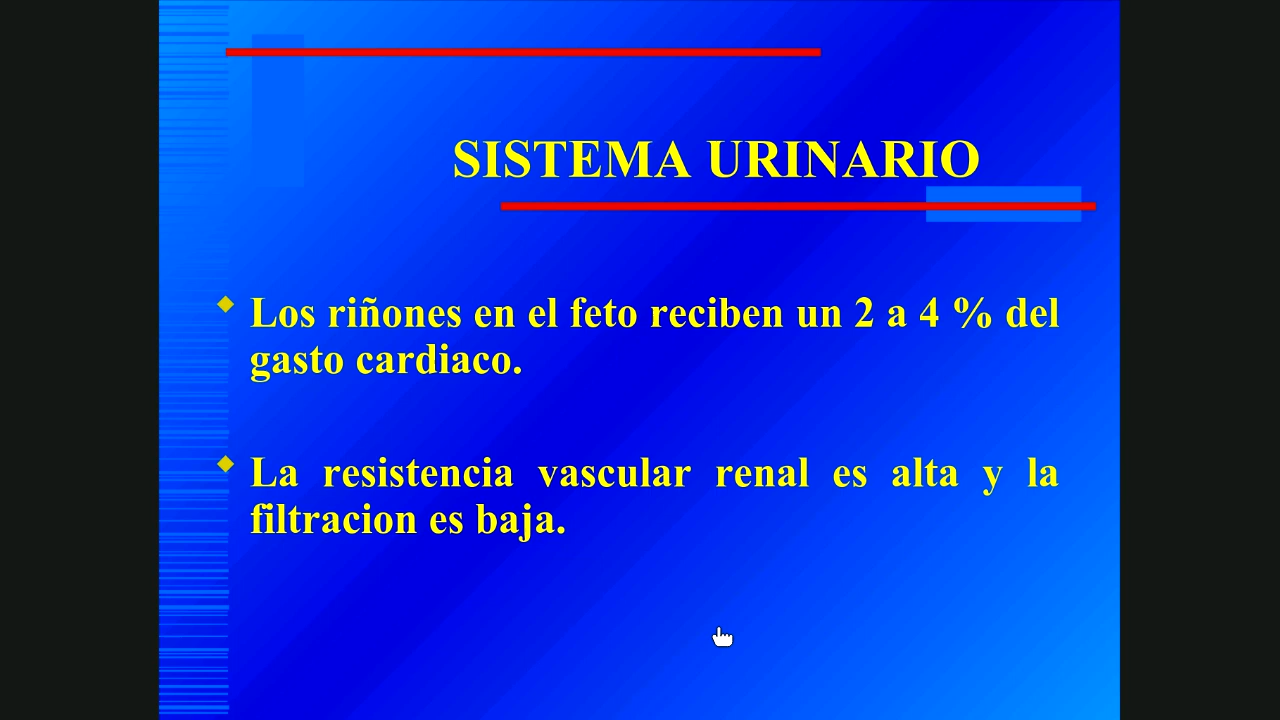 SISTEMA URINARIO
Los riñones en el feto reciben un 2 a 4 % del
gasto cardiaco.
La resistencia vascular renal es alta y la
filtracion es baja.